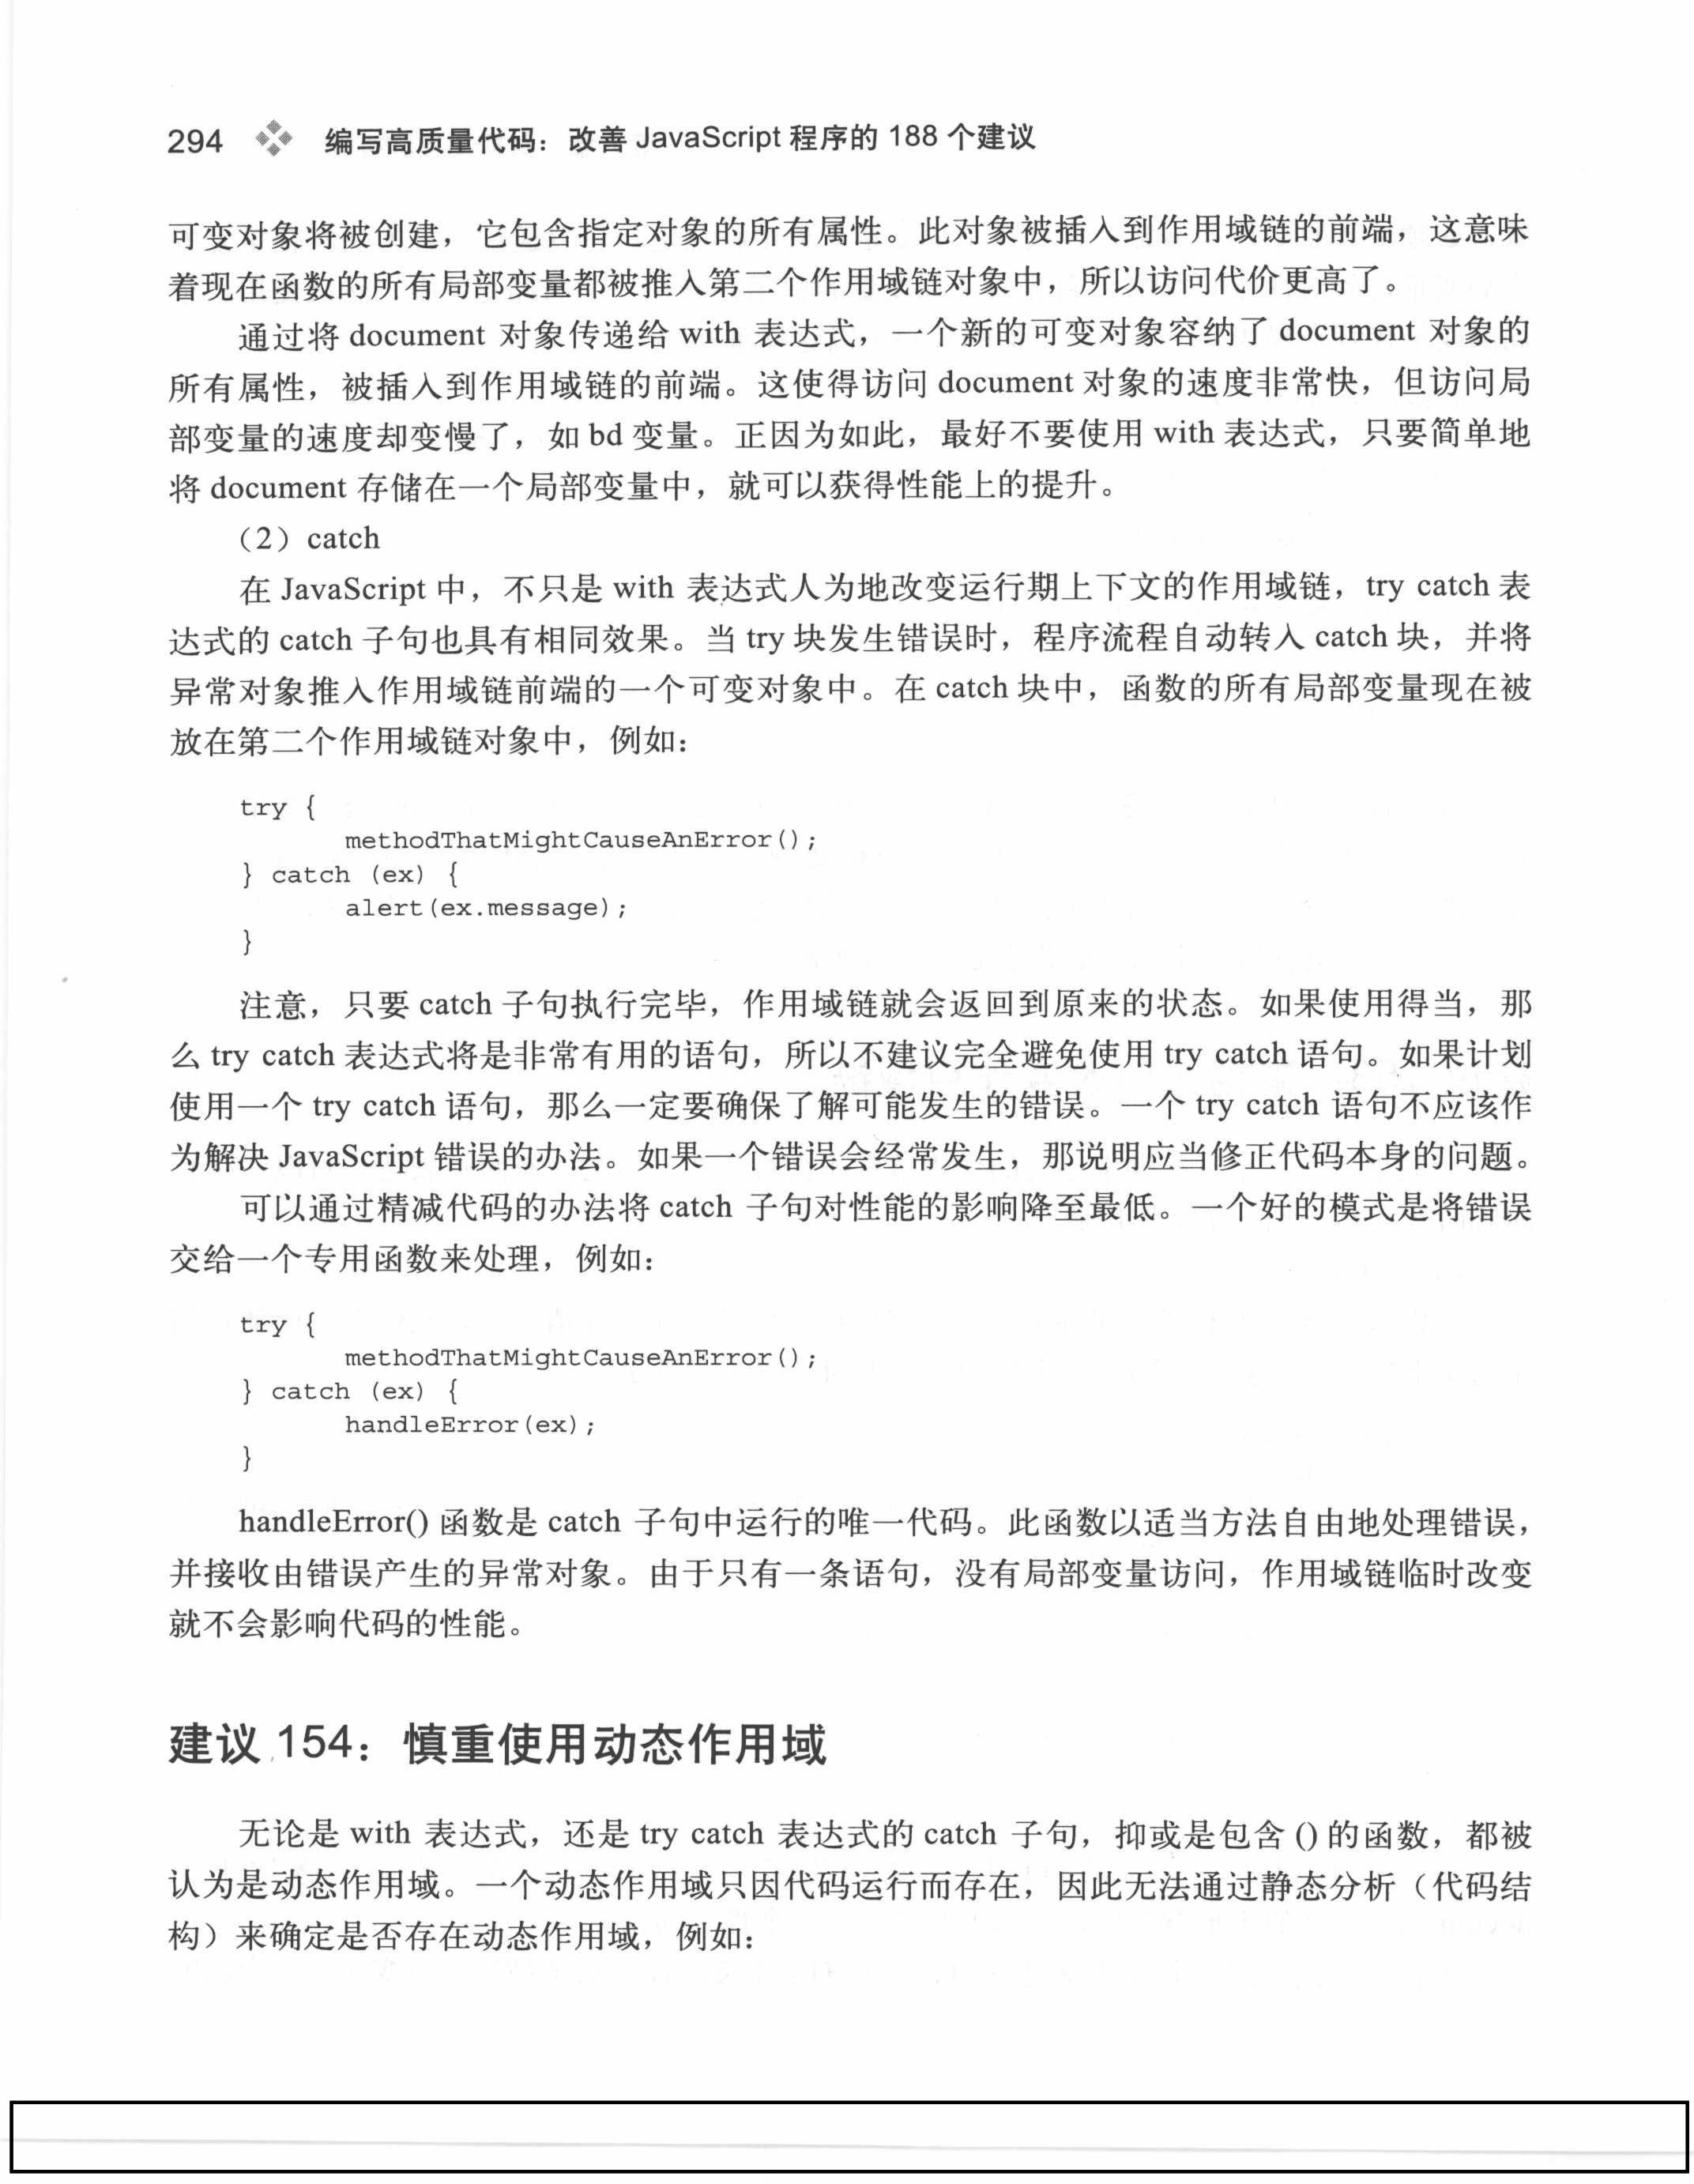 294 编写高质量代码：改善 JavaScript 程序的 188 个建议
可变对象将被创建，它包含指定对象的所有属性。此对象被插入到作用域链的前端，这意味
着现在函数的所有局部变量都被推入第二个作用域链对象中，所以访问代价更高了。
通过将 document 对象传递给 with 表达式，一个新的可变对象容纳了 document 对象的
所有属性，被插入到作用域链的前端。这使得访问 document 对象的速度非常快，但访问局
部变量的速度却变慢了，如 bd 变量。正因为如此，最好不要使用 with 表达式，只要简单地
将 document 存储在一个局部变量中，就可以获得性能上的提升。
（2）catch
在 JavaScript 中，不只是 with 表达式人为地改变运行期上下文的作用域链，try catch 表
达式的 catch 子句也具有相同效果。当 try 块发生错误时，程序流程自动转入 catch 块，并将
异常对象推入作用域链前端的一个可变对象中。在 catch 块中，函数的所有局部变量现在被
放在第二个作用域链对象中，例如：
try {
methodThatMightCauseAnError();
} catch (ex) {
alert(ex.message);
}
注意，只要 catch 子句执行完毕，作用域链就会返回到原来的状态。如果使用得当，那
么 try catch 表达式将是非常有用的语句，所以不建议完全避免使用 try catch 语句。如果计划
使用一个 try catch 语句，那么一定要确保了解可能发生的错误。一个 try catch 语句不应该作
为解决 JavaScript 错误的办法。如果一个错误会经常发生，那说明应当修正代码本身的问题。
可以通过精减代码的办法将 catch 子句对性能的影响降至最低。一个好的模式是将错误
交给一个专用函数来处理，例如：
try {
methodThatMightCauseAnError();
} catch (ex) {
handleError(ex);
}
handleError() 函数是 catch 子句中运行的唯一代码。此函数以适当方法自由地处理错误，
并接收由错误产生的异常对象。由于只有一条语句，没有局部变量访问，作用域链临时改变
就不会影响代码的性能。
建议 154：慎重使用动态作用域
无论是 with 表达式，还是 try catch 表达式的 catch 子句，抑或是包含 () 的函数，都被
认为是动态作用域。一个动态作用域只因代码运行而存在，因此无法通过静态分析（代码结
构）来确定是否存在动态作用域，例如：